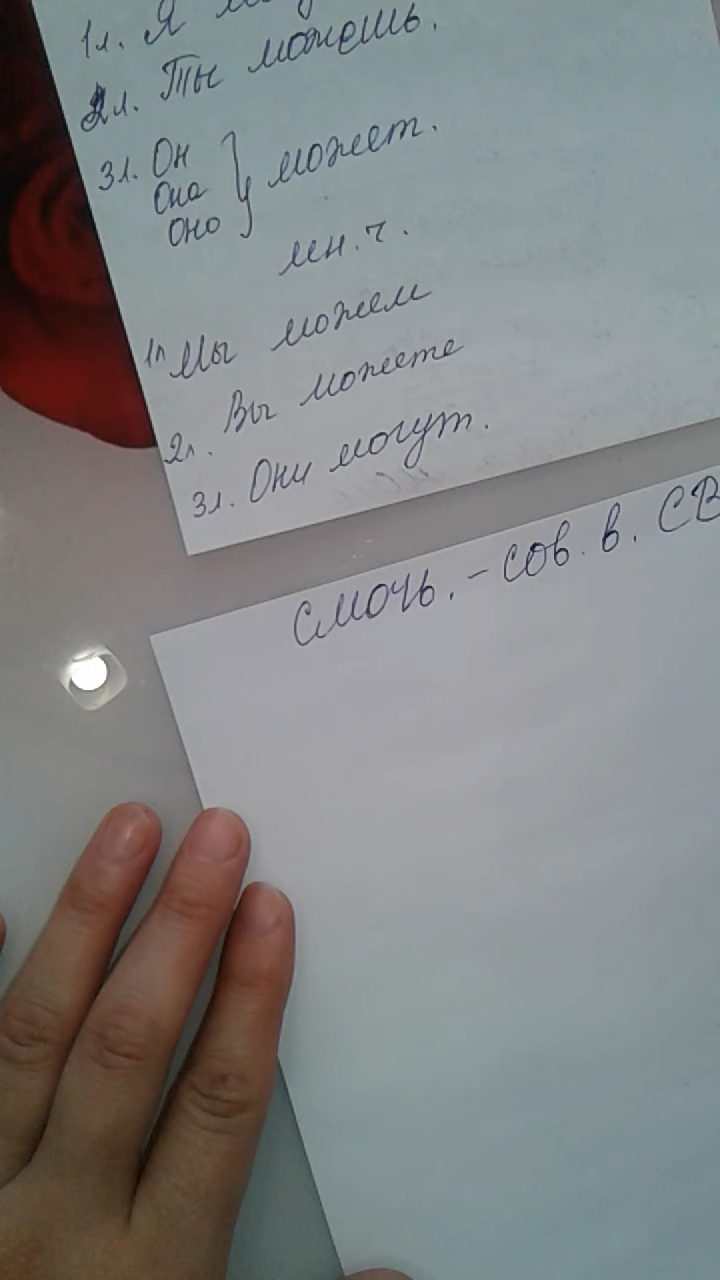 1л. Я
2л. Ты можешь.
3л. Он
Она } может.
Оно
мн. ч.
1л Мы можем
2л. Вы можете
3л. Они могут.
смочь. - сов. в. СВ